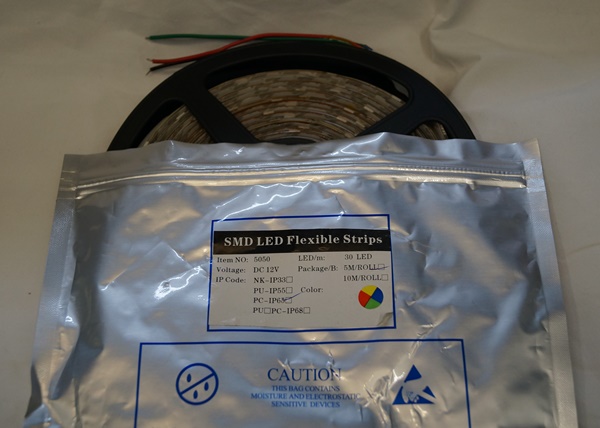 SMD LED Flexible Strips
Item NO: 5050 LED/m: 30 LED
Voltage: DC 12V Package/R: 5M/ROLL☐
IP Code: NK-IP33☐ 10M/ROLL☐
PC-IP55☐ Color:
PC-IP65☐
PU☐PC-IP68☐
CAUTION
THIS BAG CONTAINS
MOISTURE AND ELECTROSTATIC
SENSITIVE DEVICES